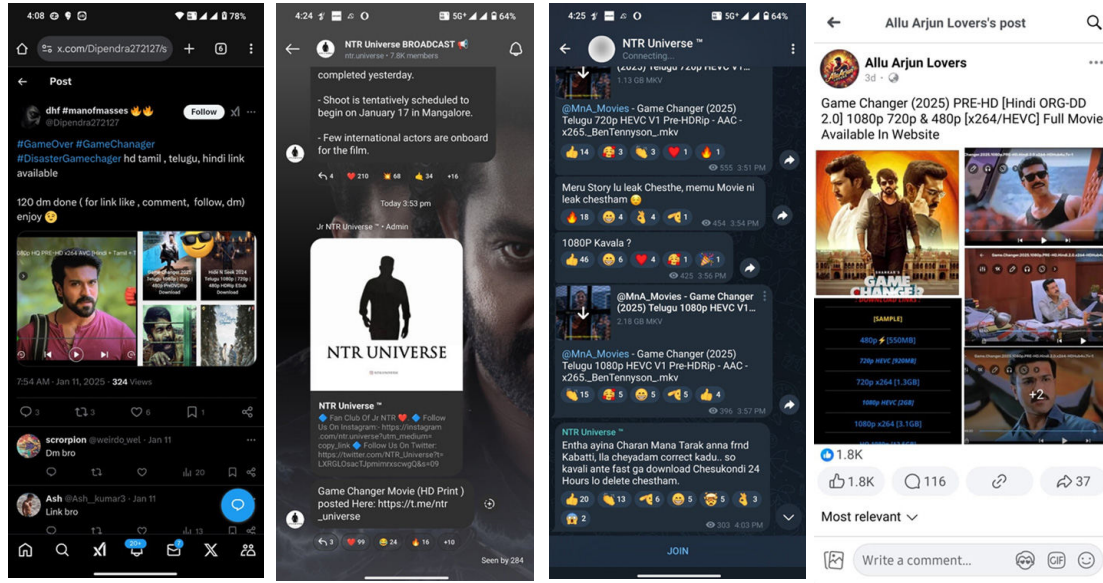 4:08
78%
x.com/Dipendra272127/s
6
Post
dhf #manofmasses 🔥🔥
@Dipendra272127
Follow
#GameOver #GameChanager
#DisasterGamechager hd tamil , telugu, hindi link
available
120 dm done ( for link like , comment, follow, dm)
enjoy 😉
7:54 AM · Jan 11, 2025 · 324 Views
3
3
6
1
scrorpion @weirdo_wel · Jan 11
Dm bro
20
Ash @Ash_kumar3 · Jan 11
Link bro
13
20+
7
4:24
5G+
64%
NTR Universe BROADCAST 📢
ntr.universe • 7.8K members
completed yesterday.
- Shoot is tentatively scheduled to
begin on January 17 in Mangalore.
- Few international actors are onboard
for the film.
4
210
68
34
+16
Today 3:53 pm
Jr NTR Universe ™ • Admin
NTR UNIVERSE
NTR Universe ™
🔷 Fan Club Of Jr NTR ❤️. 🔷 Follow
Us On Instagram:- https://instagram
.com/ntr.universe?utm_medium=
copy_link 🔷 Follow Us On Twitter:
https://twitter.com/NTR_Universe?t=
LXRGLOsacTJpmimrxscwgQ&s=09
Game Changer Movie (HD Print )
posted Here: https://t.me/ntr
_universe
3
99
24
16
+10
Seen by 284
4:25
5G+
64%
NTR Universe ™
Connecting...
(2025) Telugu 720p HEVC V1...
1.13 GB MKV
@MnA_Movies - Game Changer (2025)
Telugu 720p HEVC V1 Pre-HDRip - AAC -
x265._BenTennyson_.mkv
14
3
3
1
1
555 3:51 PM
Meru Story lu leak Chesthe, memu Movie ni
leak chestham 😏
18
4
4
1
454 3:54 PM
1080P Kavala ?
46
6
4
1
1
425 3:56 PM
@MnA_Movies - Game Changer
(2025) Telugu 1080p HEVC V1...
2.18 GB MKV
@MnA_Movies - Game Changer (2025)
Telugu 1080p HEVC V1 Pre-HDRip - AAC -
x265._BenTennyson_.mkv
15
5
5
5
4
396 3:57 PM
NTR Universe ™
Entha ayina Charan Mana Tarak anna frnd
Kabatti, Ila cheyadam correct kadu.. so
kavali ante fast ga download Chesukondi 24
Hours lo delete chestham.
20
13
6
5
5
3
2
303 4:03 PM
JOIN
Allu Arjun Lovers's post
Allu Arjun Lovers
3d
Game Changer (2025) PRE-HD [Hindi ORG-DD
2.0] 1080p 720p & 480p [x264/HEVC] Full Movie
Available In Website
GAME
CHANGER
DOWNLOAD LINKS
[SAMPLE]
480p⚡[550MB]
720p HEVC [920MB]
720p x264 [1.3GB]
1080p HEVC [2GB]
1080p x264 [3.1GB]
+2
1.8K
1.8K
116
37
Most relevant
Write a comment...
GIF